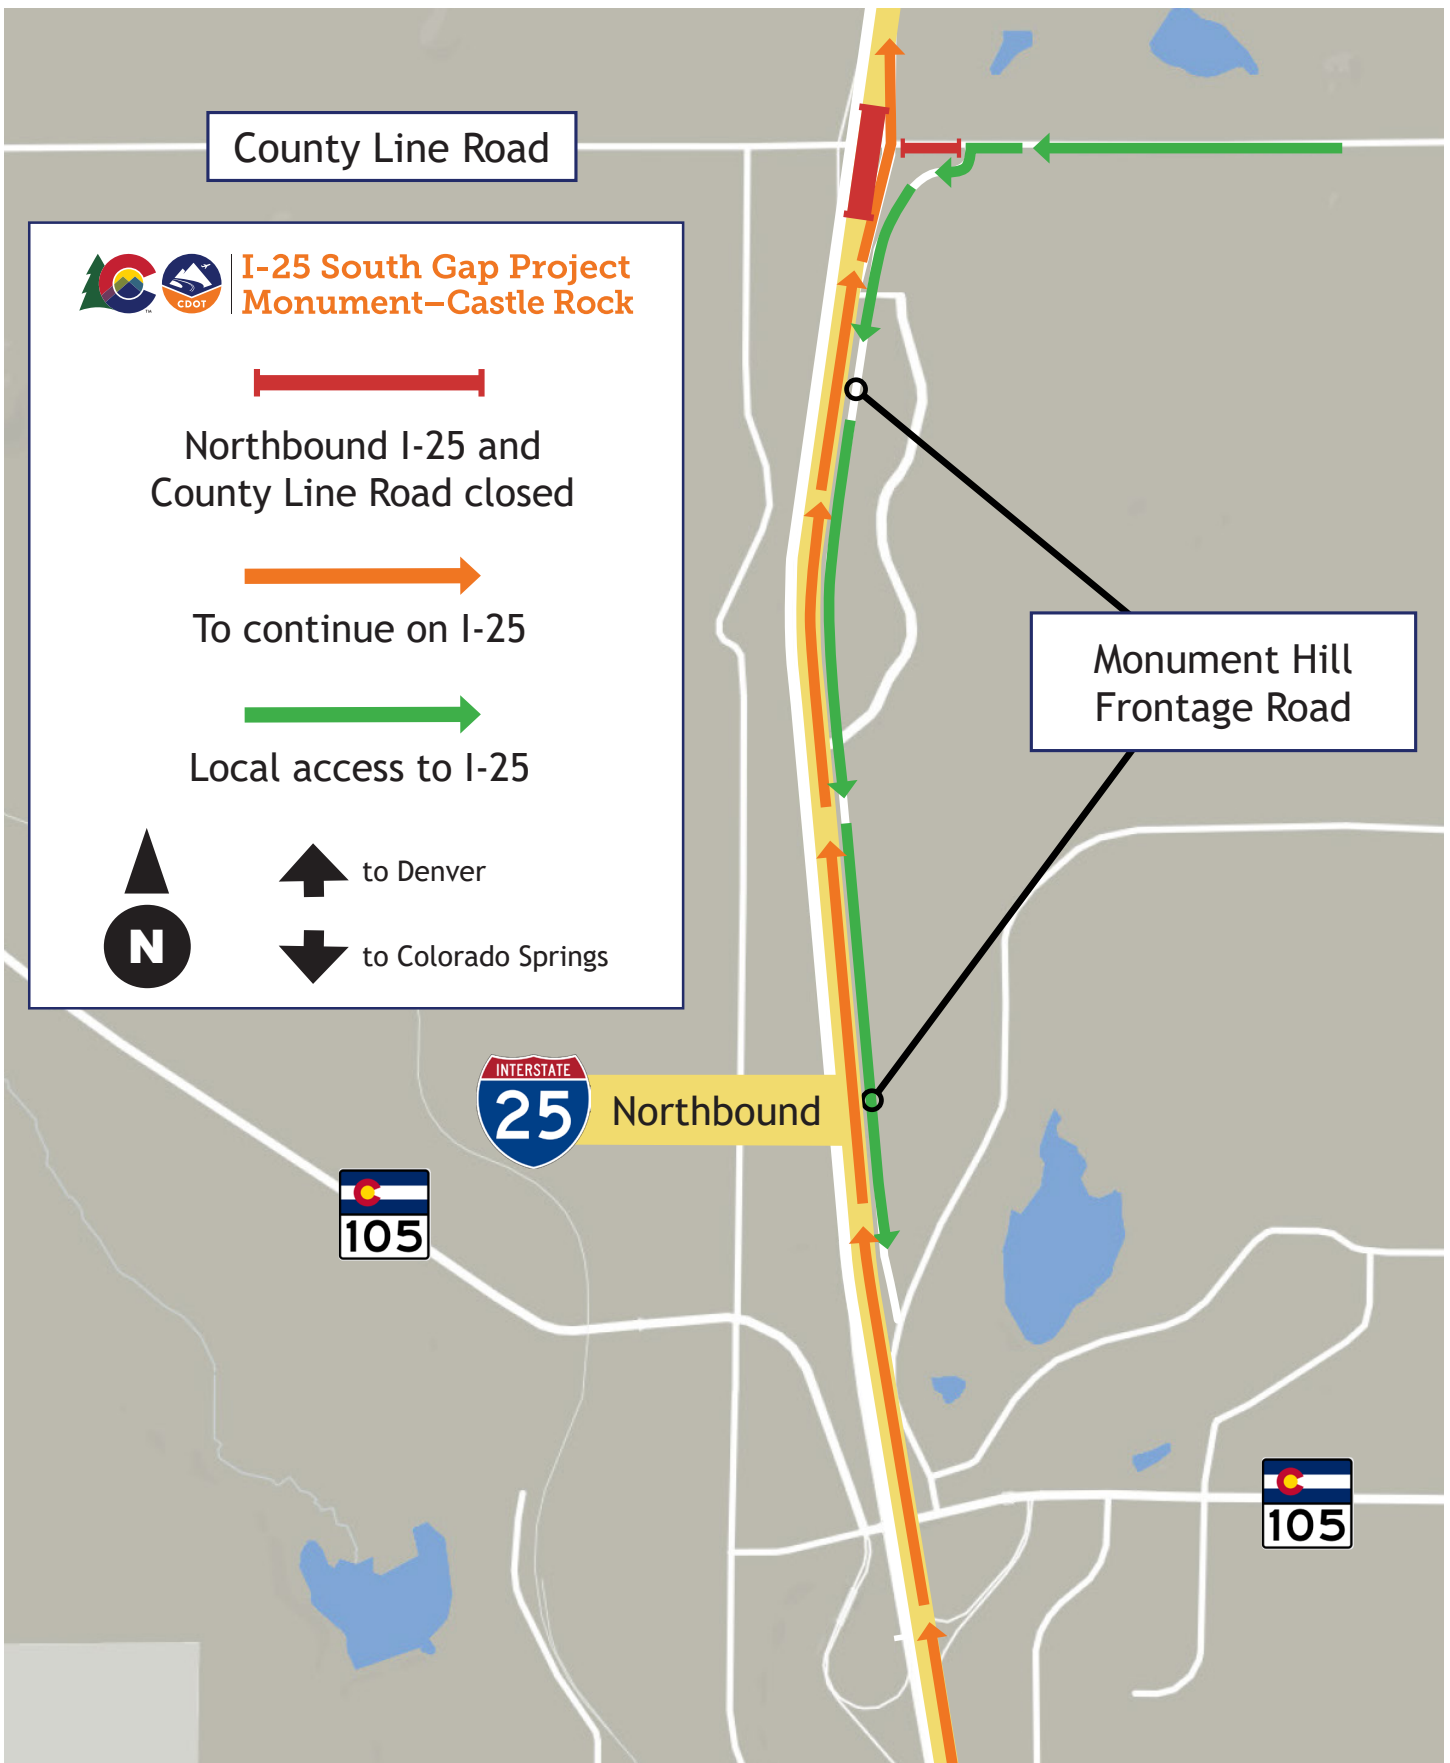 County Line Road
CDOT
TM
I-25 South Gap Project
Monument–Castle Rock
Northbound I-25 and
County Line Road closed
To continue on I-25
Local access to I-25
N
to Denver
to Colorado Springs
Monument Hill
Frontage Road
INTERSTATE
25
Northbound
105
105